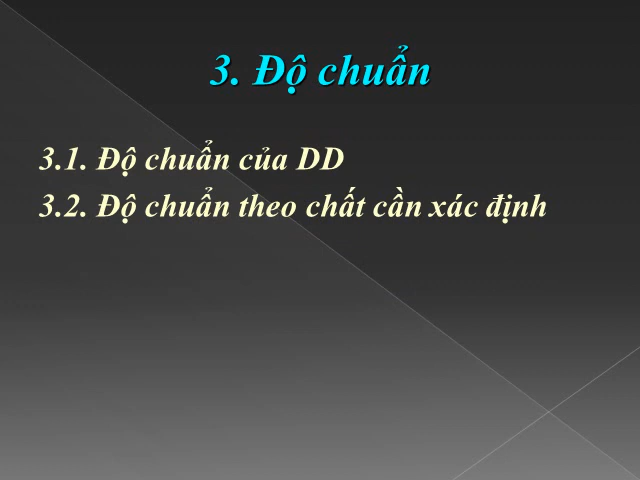 3. Độ chuẩn
3.1. Độ chuẩn của DD
3.2. Độ chuẩn theo chất cần xác định